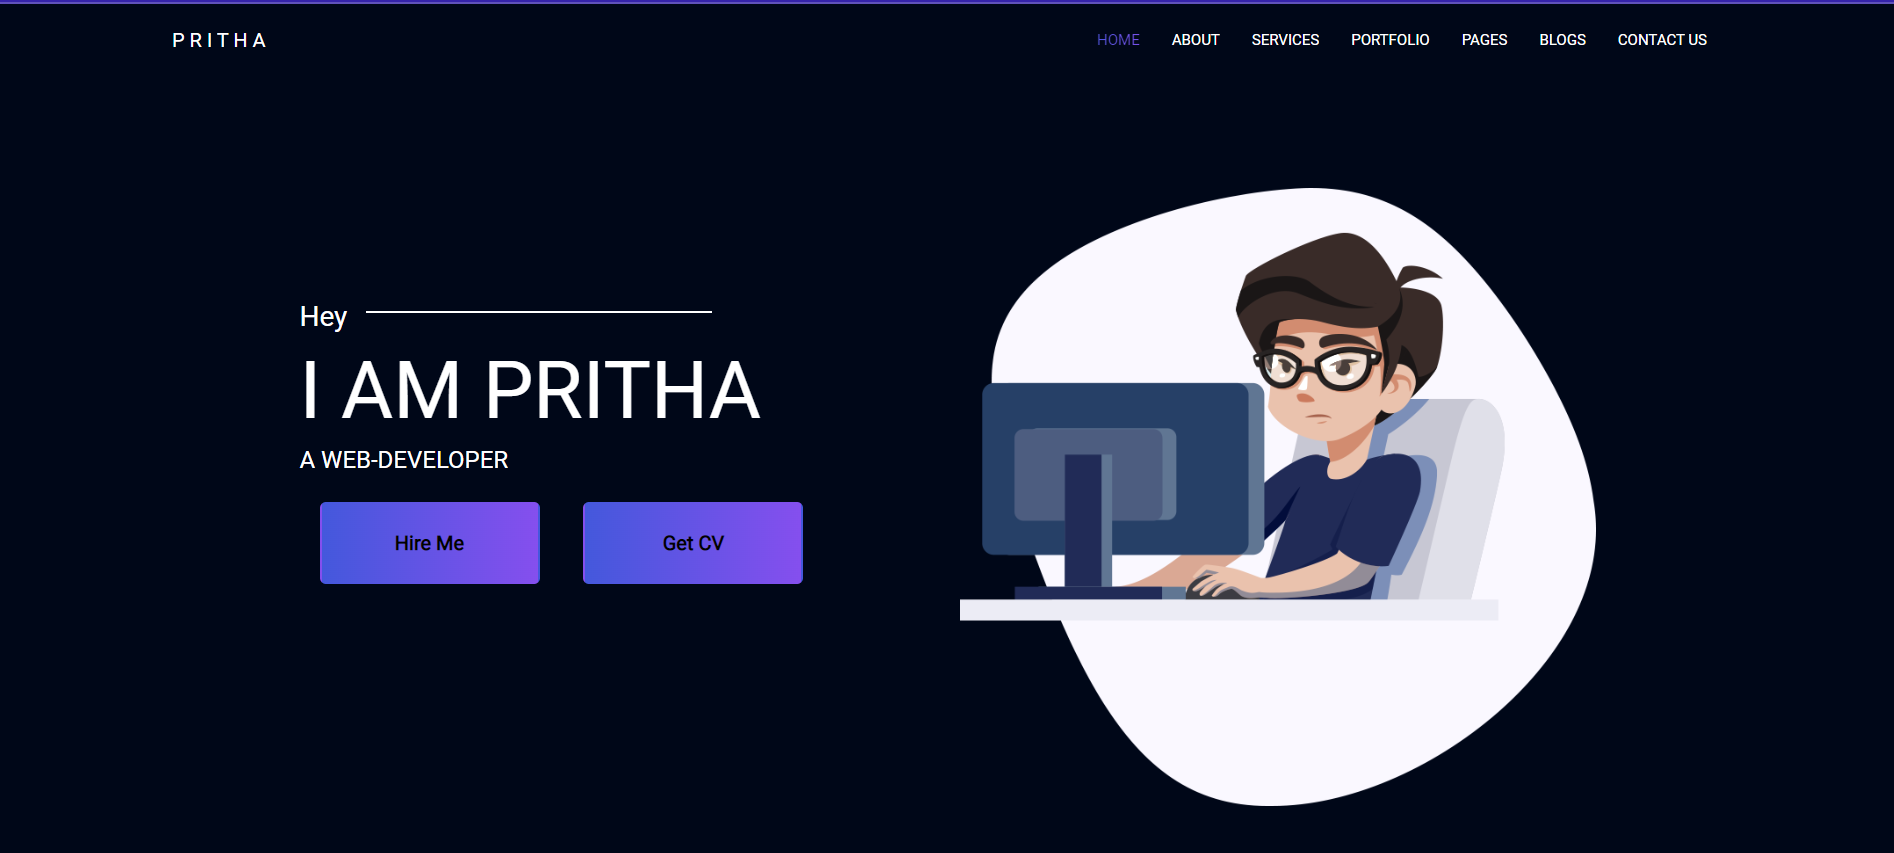 PRITHA
HOME ABOUT SERVICES PORTFOLIO PAGES BLOGS CONTACT US
Hey
I AM PRITHA
A WEB-DEVELOPER
Hire Me Get CV